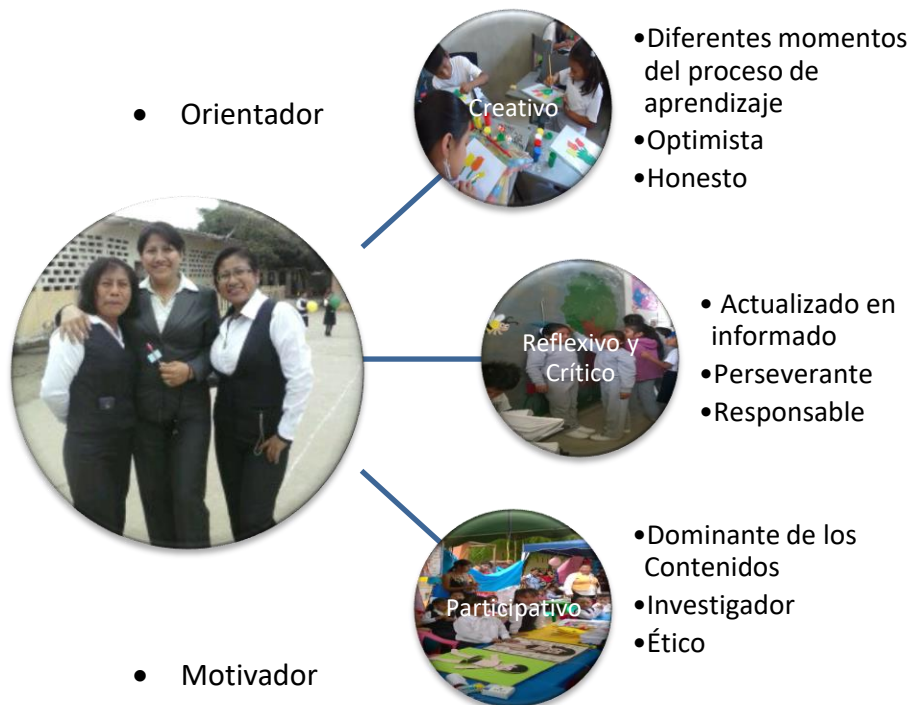 • Orientador
Creativo
•Diferentes momentos
del proceso de
aprendizaje
•Optimista
•Honesto
Reflexivo y
Crítico
• Actualizado en
informado
•Perseverante
•Responsable
Participativo
•Dominante de los
Contenidos
•Investigador
•Ético
• Motivador